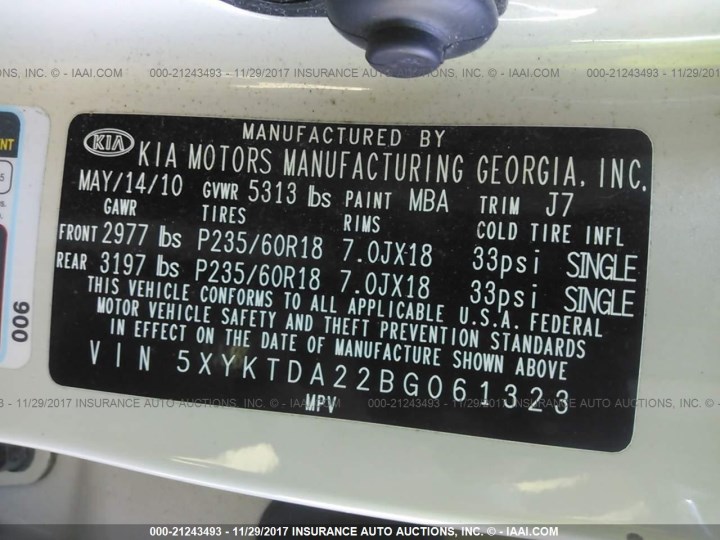 000-21243493 - 11/29/2017 INSURANCE AUTO AUCTIONS, INC. © - IAAI.COM
006
MANUFACTURED BY
KIA KIA MOTORS MANUFACTURING GEORGIA, INC.
MAY/14/10 GVWR 5313 lbs PAINT MBA TRIM J7
GAWR TIRES RIMS COLD TIRE INFL
FRONT 2977 lbs P235/60R18 7.0JX18 33psi SINGLE
REAR 3197 lbs P235/60R18 7.0JX18 33psi SINGLE
THIS VEHICLE CONFORMS TO ALL APPLICABLE U.S.A. FEDERAL
MOTOR VEHICLE SAFETY AND THEFT PREVENTION STANDARDS
IN EFFECT ON THE DATE OF MANUFACTURE SHOWN ABOVE
VIN 5XYKTDA22BG061323
MPV
000-21243493 - 11/29/2017 INSURANCE AUTO AUCTIONS, INC. © - IAAI.COM
000-21243493 - 11/29/2017 INSURANCE AUTO AUCTIONS, INC. © - IAAI.COM